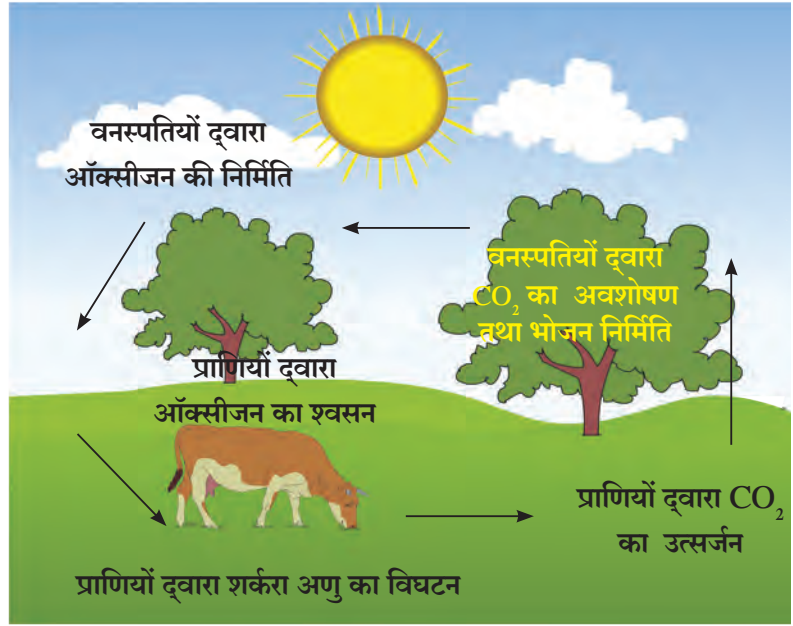 वनस्पतियों द्‌वारा
ऑक्सीजन की निर्मिति
वनस्पतियों द्‌वारा
CO₂ का अवशोषण
तथा भोजन निर्मिति
प्राणियों द्‌वारा
ऑक्सीजन का श्वसन
प्राणियों द्‌वारा CO₂
का उत्सर्जन
प्राणियों द्‌वारा शर्करा अणु का विघटन